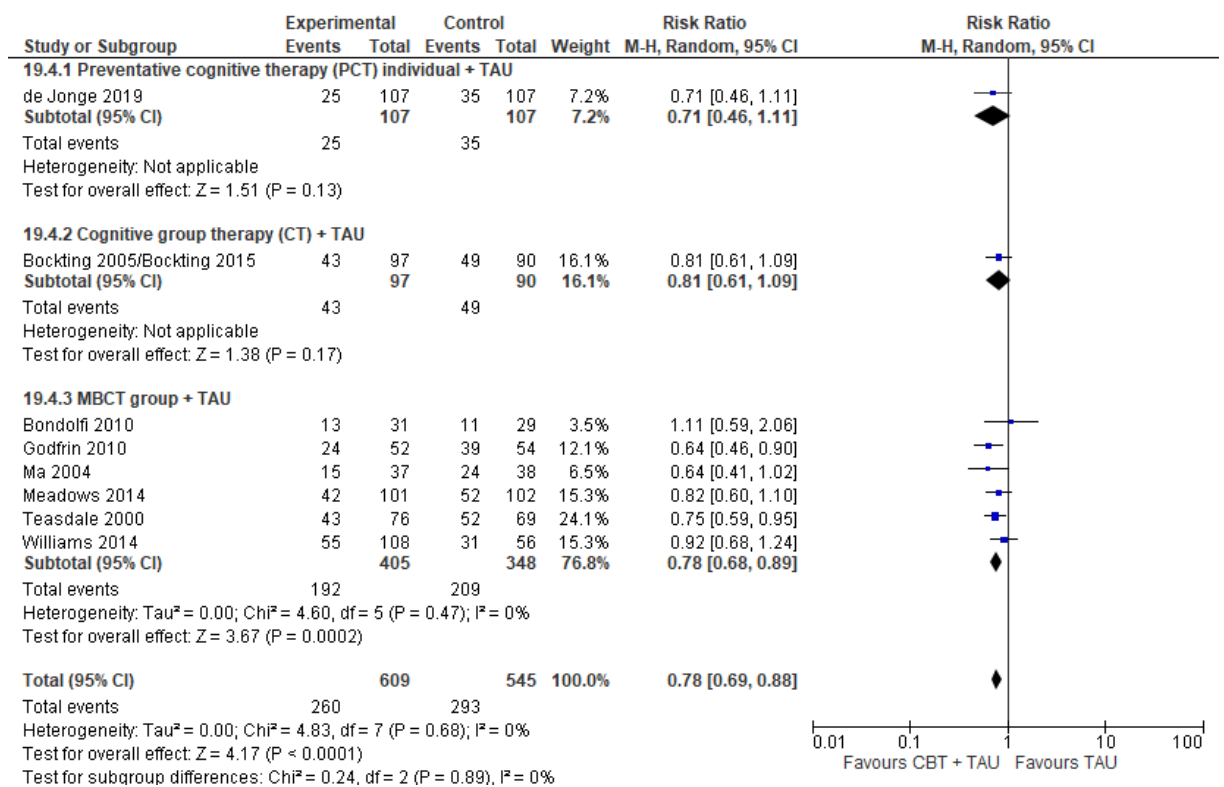 Experimental Control Risk Ratio Risk Ratio
Study or Subgroup Events Total Events Total Weight M-H, Random, 95% CI M-H, Random, 95% CI
19.4.1 Preventative cognitive therapy (PCT) individual + TAU
de Jonge 2019 25 107 35 107 7.2% 0.71 [0.46, 1.11]
Subtotal (95% CI) 107 107 7.2% 0.71 [0.46, 1.11]
Total events 25 35
Heterogeneity: Not applicable
Test for overall effect: Z = 1.51 (P = 0.13)
19.4.2 Cognitive group therapy (CT) + TAU
Bockting 2005/Bockting 2015 43 97 49 90 16.1% 0.81 [0.61, 1.09]
Subtotal (95% CI) 97 90 16.1% 0.81 [0.61, 1.09]
Total events 43 49
Heterogeneity: Not applicable
Test for overall effect: Z = 1.38 (P = 0.17)
19.4.3 MBCT group + TAU
Bondolfi 2010 13 31 11 29 3.5% 1.11 [0.59, 2.06]
Godfrin 2010 24 52 39 54 12.1% 0.64 [0.46, 0.90]
Ma 2004 15 37 24 38 6.5% 0.64 [0.41, 1.02]
Meadows 2014 42 101 52 102 15.3% 0.82 [0.60, 1.10]
Teasdale 2000 43 76 52 69 24.1% 0.75 [0.59, 0.95]
Williams 2014 55 108 31 56 15.3% 0.92 [0.68, 1.24]
Subtotal (95% CI) 405 348 76.8% 0.78 [0.68, 0.89]
Total events 192 209
Heterogeneity: Tau² = 0.00; Chi² = 4.60, df = 5 (P = 0.47); I² = 0%
Test for overall effect: Z = 3.67 (P = 0.0002)
Total (95% CI) 609 545 100.0% 0.78 [0.69, 0.88]
Total events 260 293
Heterogeneity: Tau² = 0.00; Chi² = 4.83, df = 7 (P = 0.68); I² = 0%
Test for overall effect: Z = 4.17 (P < 0.0001)
Test for subgroup differences: Chi² = 0.24, df = 2 (P = 0.89), I² = 0%
0.01 0.1 1 10 100
Favours CBT + TAU Favours TAU